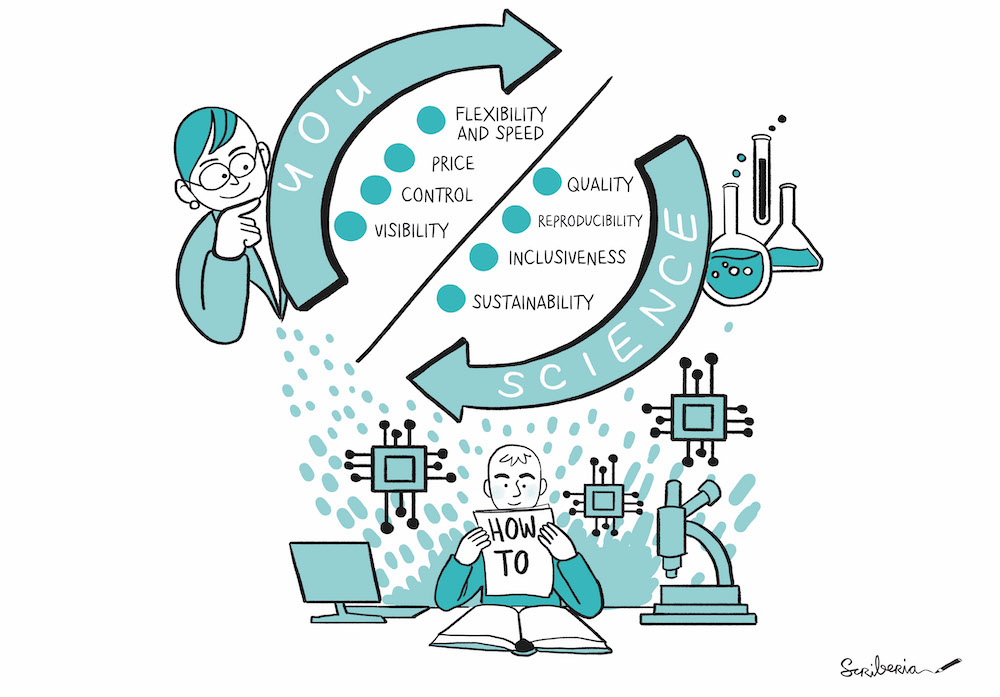 YOU
FLEXIBILITY
AND SPEED
PRICE
CONTROL
VISIBILITY
QUALITY
REPRODUCIBILITY
INCLUSIVENESS
SUSTAINABILITY
SCIENCE
HOW
TO
Scriberia